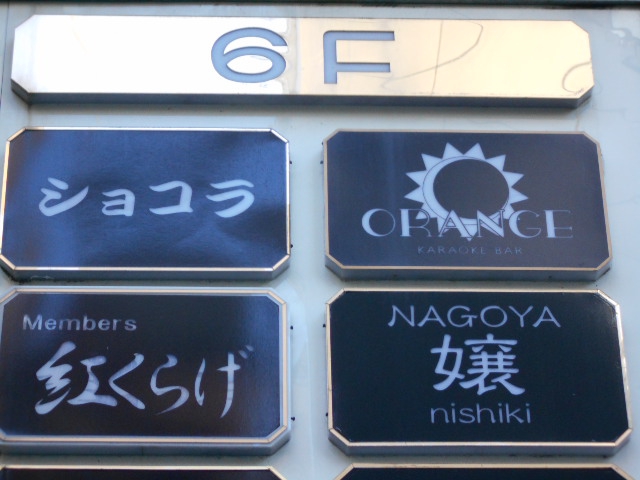 6F
ショコラ
ORANGE
KARAOKE BAR
Members
紅くらげ
NAGOYA
嬢
nishiki